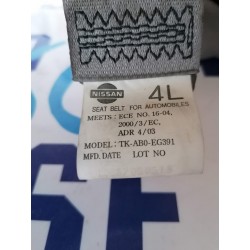 NISSAN 4L
SEAT BELT FOR AUTOMOBILES
MEETS: ECE NO. 16-04,
2000/3/EC,
ADR 4/03
MODEL: TK-AB0-EG391
MFD. DATE LOT NO